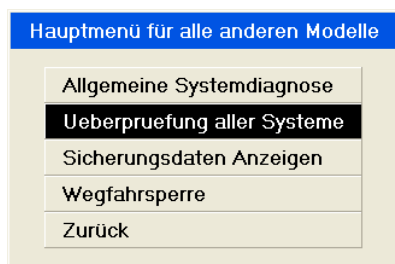 Hauptmenü für alle anderen Modelle
Allgemeine Systemdiagnose
Ueberpruefung aller Systeme
Sicherungsdaten Anzeigen
Wegfahrsperre
Zurück